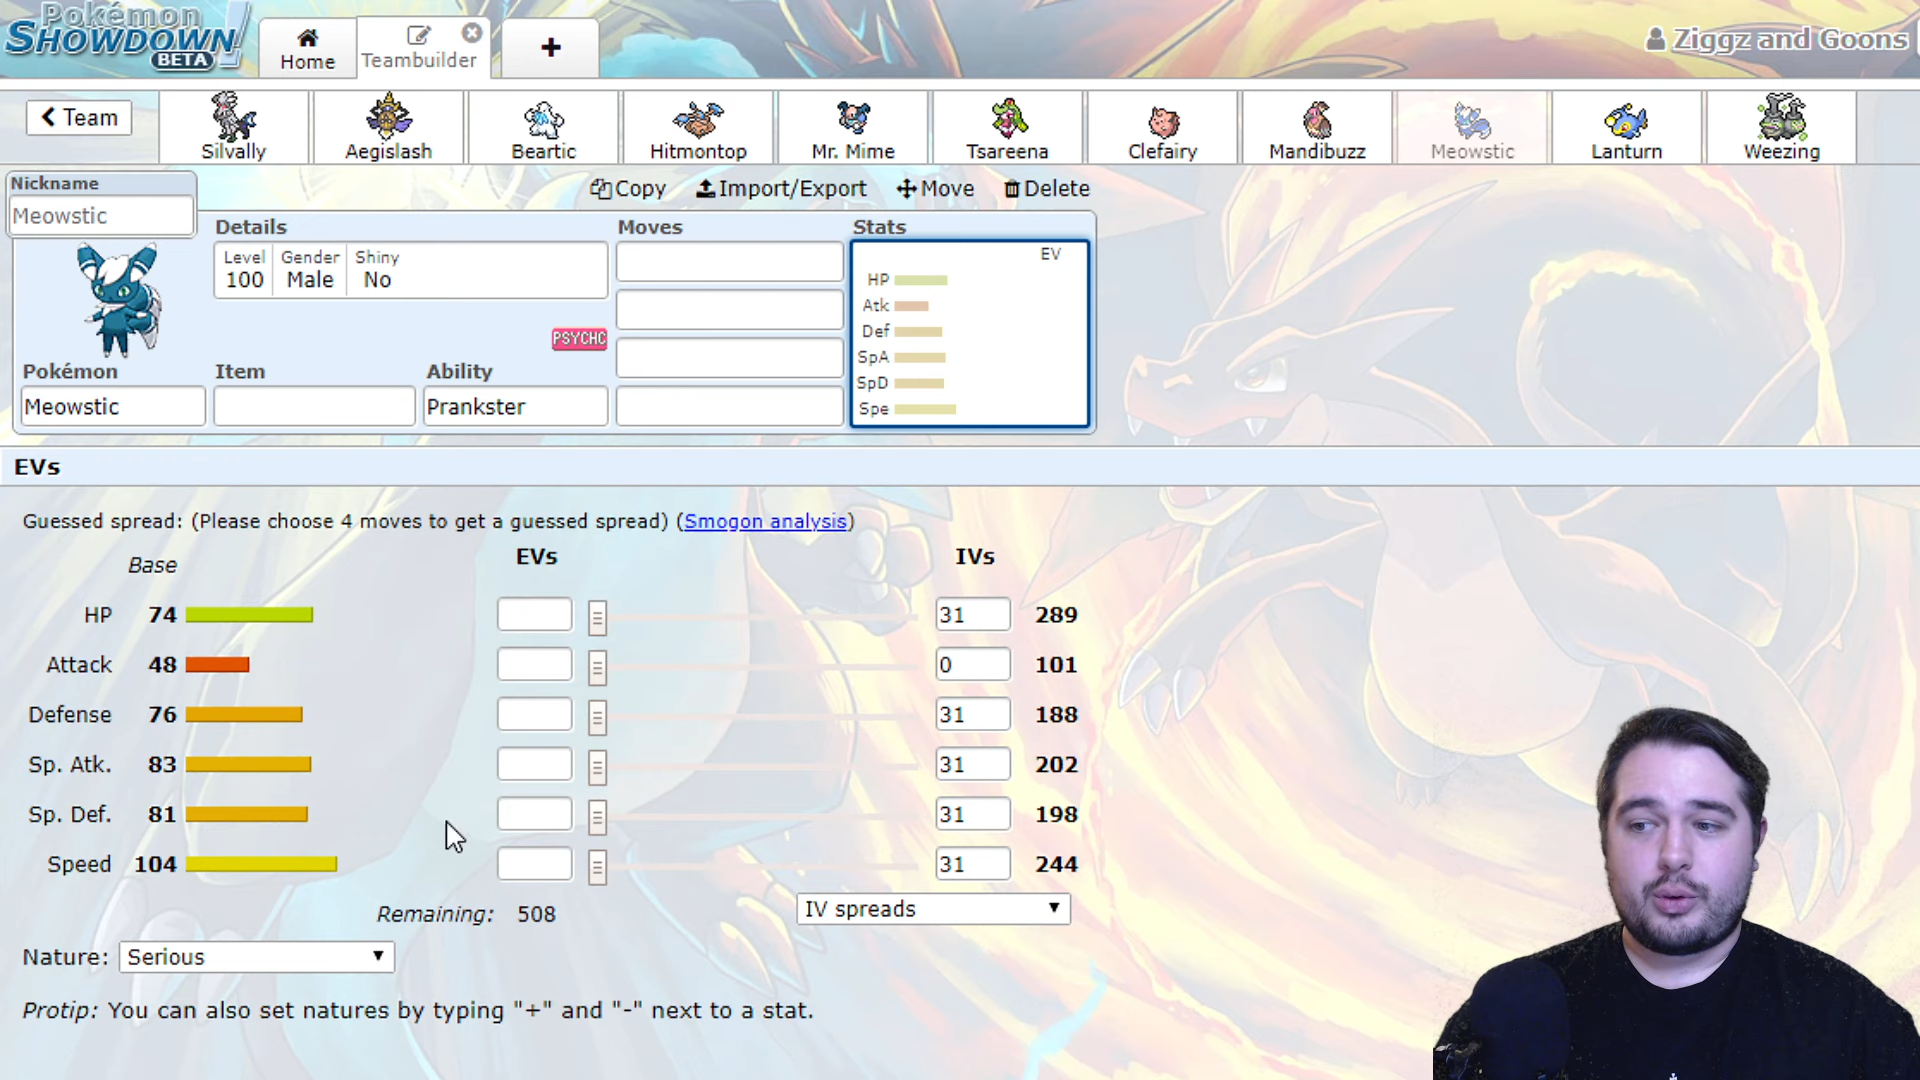 Pokémon
SHOWDOWN!
BETA
Home
Teambuilder
+
Ziggz and Goons
Team
Silvally
Aegislash
Beartic
Hitmontop
Mr. Mime
Tsareena
Clefairy
Mandibuzz
Meowstic
Lanturn
Weezing
Nickname
Meowstic
Copy Import/Export Move Delete
Details
Moves
Stats
Level Gender Shiny
100 Male No
EV
HP
Atk
Def
SpA
SpD
Spe
PSYCHC
Pokémon
Item
Ability
Meowstic
Prankster
EVs
Guessed spread: (Please choose 4 moves to get a guessed spread) (Smogon analysis)
Base EVs IVs
HP 74 31 289
Attack 48 0 101
Defense 76 31 188
Sp. Atk. 83 31 202
Sp. Def. 81 31 198
Speed 104 31 244
Remaining: 508
IV spreads
Nature: Serious
Protip: You can also set natures by typing "+" and "-" next to a stat.